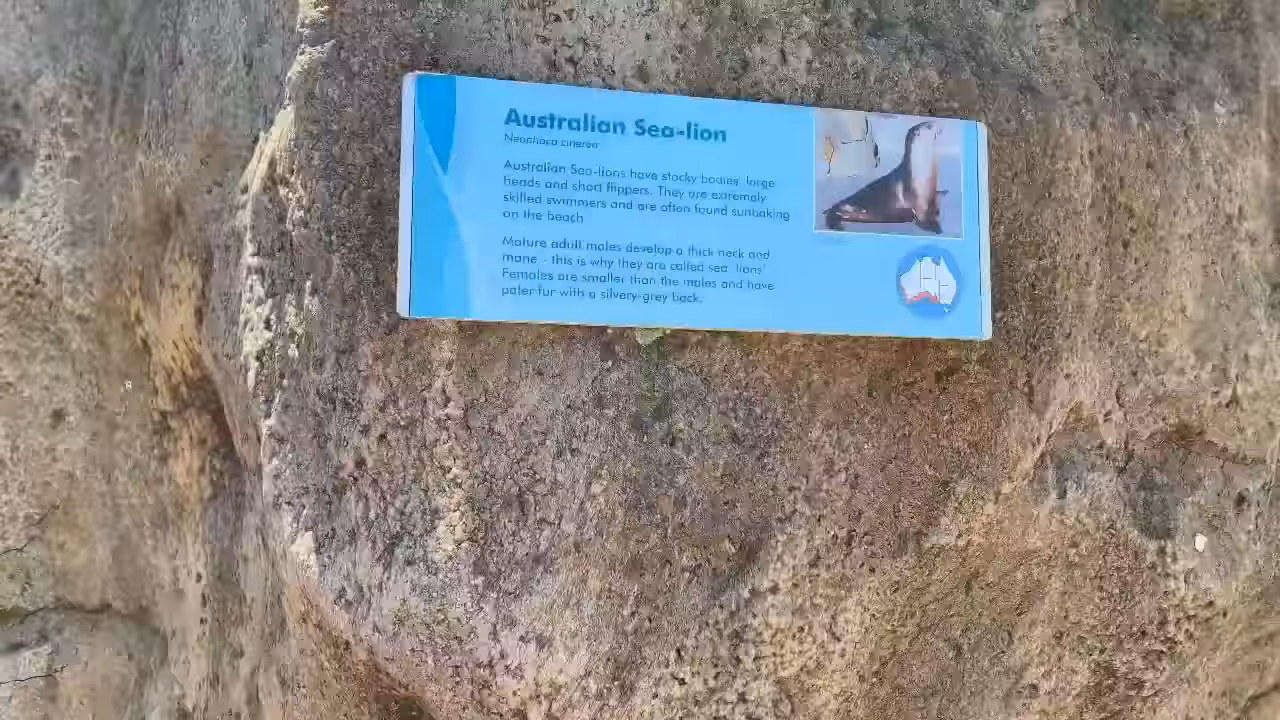 Australian Sea-lion
Neophoca cinerea
Australian Sea-lions have stocky bodies, large
heads and short flippers. They are extremely
skilled swimmers and are often found sunbaking
on the beach
Mature adult males develop a thick neck and
mane - this is why they are called sea 'lions'
Females are smaller than the males and have
paler fur with a silvery-grey back.